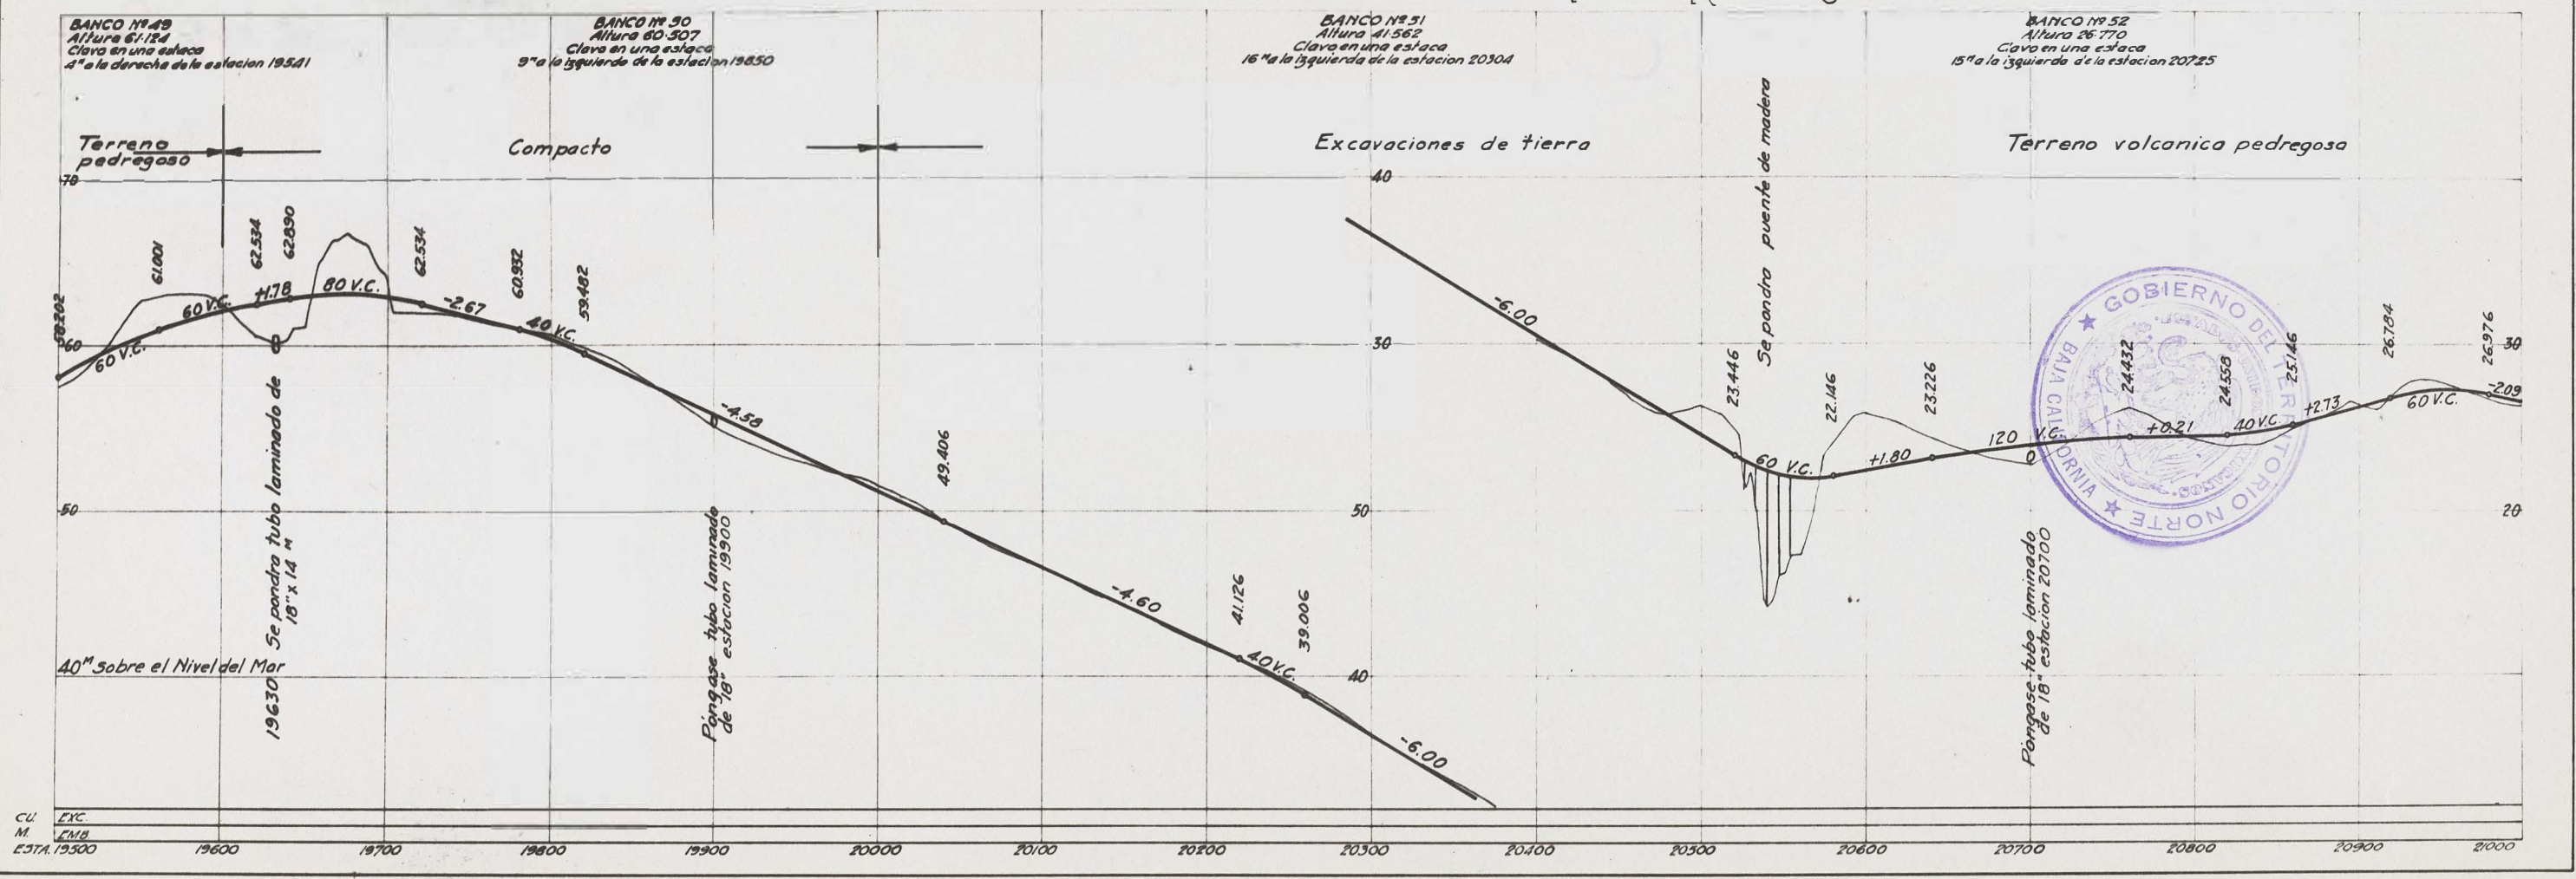 BANCO Nº 49
Altura 61.124
Clavo en una estaca
4ᵐ a la derecha de la estacion 19541
BANCO Nº 50
Altura 60.507
Clavo en una estaca
9ᵐ a la izquierda de la estacion 19850
BANCO Nº 51
Altura 41.562
Clavo en una estaca
16ᵐ a la izquierda de la estacion 20304
BANCO Nº 52
Altura 26.770
Clavo en una estaca
15ᵐ a la izquierda de la estacion 20725
Terreno
pedregoso
Compacto
Excavaciones de tierra
Terreno volcanica pedregosa
70
40
58.202
61.001
62.534
62.890
62.534
60.932
59.482
49.406
41.126
39.006
23.446
Se pondra puente de madera
22.146
23.226
24.432
24.558
25.146
26.784
26.976
60 V.C.
60 V.C.
+1.78
80 V.C.
-2.67
40 V.C.
-4.58
-4.60
40 V.C.
-6.00
-6.00
60 V.C.
+1.80
120 V.C.
+0.21
40 V.C.
+2.73
60 V.C.
-2.09
60
30
30
50
50
20
40
GOBIERNO DEL TERRITORIO NORTE
BAJA CALIFORNIA
19630 Se pondra tubo laminado de
18" x 14 M
Póngase tubo laminado
de 18" estacion 19900
Póngase tubo laminado
de 18" estacion 20700
40ᴹ Sobre el Nivel del Mar
CU. EXC.
M. EMB.
ESTA. 19500 19600 19700 19800 19900 20000 20100 20200 20300 20400 20500 20600 20700 20800 20900 21000